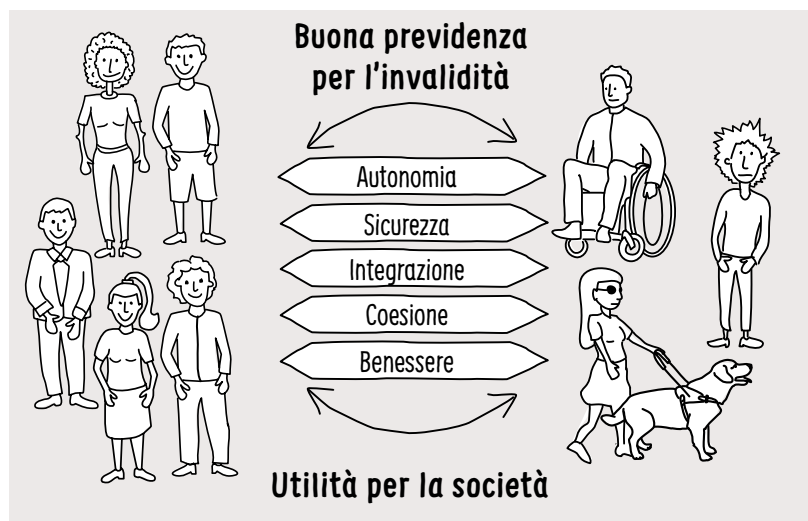 Buona previdenza
per l'invalidità
Autonomia
Sicurezza
Integrazione
Coesione
Benessere
Utilità per la società